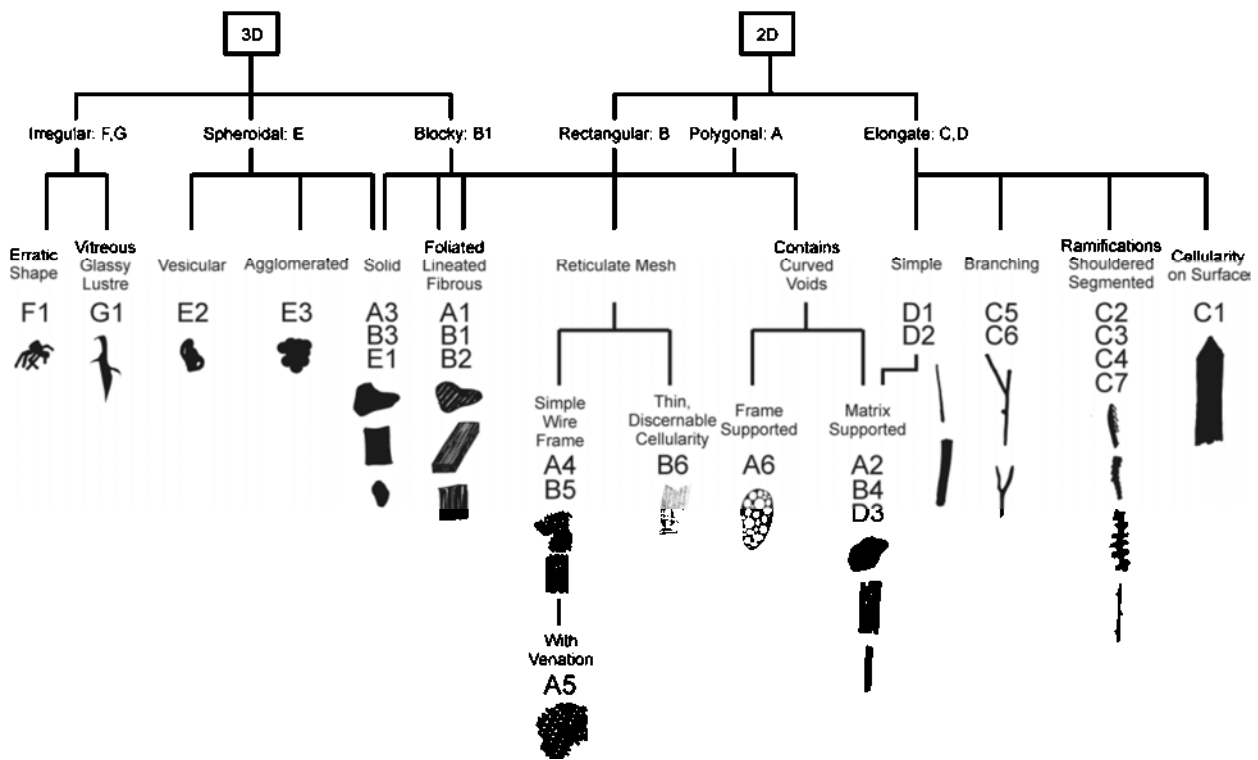 3D
2D
Irregular: F,G
Spheroidal: E
Blocky: B1
Rectangular: B
Polygonal: A
Elongate: C,D
Erratic
Shape
F1
Vitreous
Glassy
Lustre
G1
Vesicular
E2
Agglomerated
E3
Solid
A3
B3
E1
Foliated
Lineated
Fibrous
A1
B1
B2
Reticulate Mesh
Contains
Curved
Voids
Simple
D1
D2
Branching
C5
C6
Ramifications
Shouldered
Segmented
C2
C3
C4
C7
Cellularity
on Surfaces
C1
Simple
Wire
Frame
A4
B5
Thin,
Discernable
Cellularity
B6
Frame
Supported
A6
Matrix
Supported
A2
B4
D3
With
Venation
A5